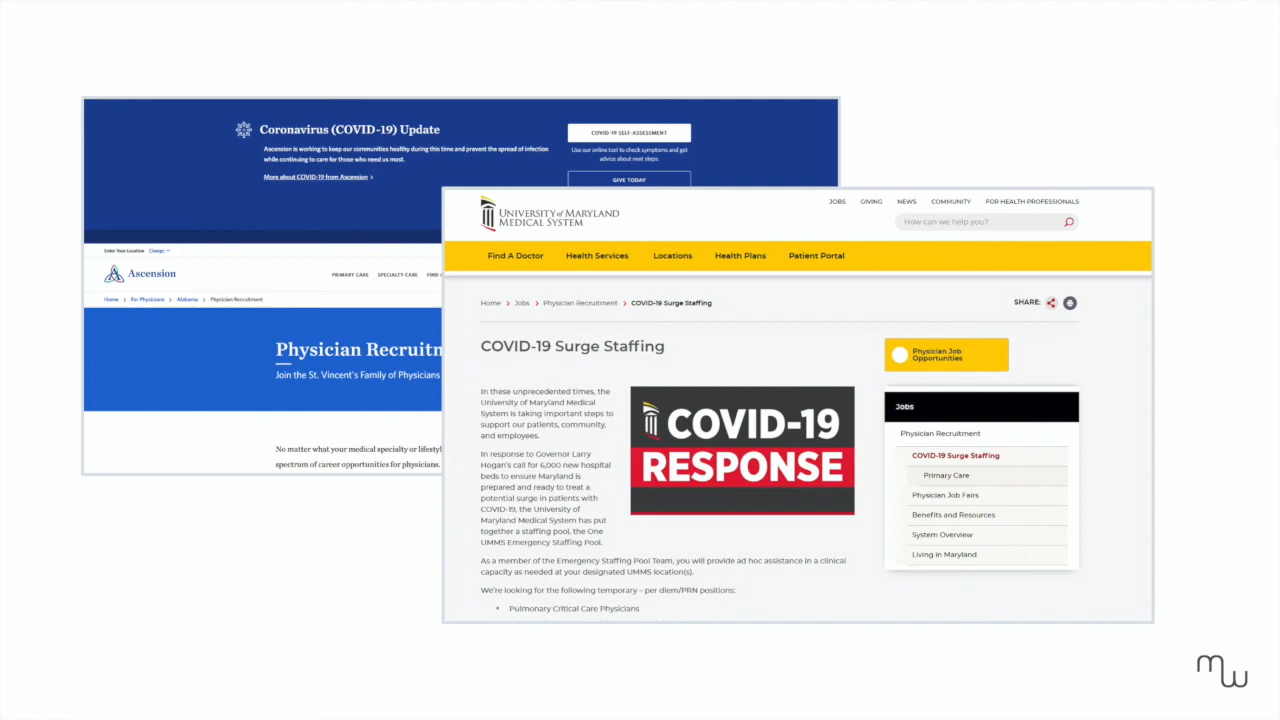 Coronavirus (COVID-19) Update
Ascension is working to keep our communities healthy during this time and prevent the spread of infection
while continuing to care for those who need us most.
More about COVID-19 from Ascension
COVID-19 SELF-ASSESSMENT
Use our online tool to check symptoms and get
advice about next steps.
GIVE TODAY
Enter Your Location Change
Ascension
PRIMARY CARE SPECIALTY CARE FIND
Home For Physicians Alabama Physician Recruitment
Physician Recruitm
Join the St. Vincent's Family of Physicians
No matter what your medical specialty or lifestyl
spectrum of career opportunities for physicians.
UNIVERSITY of MARYLAND
MEDICAL SYSTEM
JOBS GIVING NEWS COMMUNITY FOR HEALTH PROFESSIONALS
How can we help you?
Find A Doctor Health Services Locations Health Plans Patient Portal
Home Jobs Physician Recruitment COVID-19 Surge Staffing
SHARE:
COVID-19 Surge Staffing
In these unprecedented times, the
University of Maryland Medical
System is taking important steps to
support our patients, community,
and employees.
In response to Governor Larry
Hogan's call for 6,000 new hospital
beds to ensure Maryland is
prepared and ready to treat a
potential surge in patients with
COVID-19, the University of
Maryland Medical System has put
together a staffing pool, the One
UMMS Emergency Staffing Pool.
COVID-19
RESPONSE
As a member of the Emergency Staffing Pool Team, you will provide ad hoc assistance in a clinical
capacity as needed at your designated UMMS location(s).
We're looking for the following temporary – per diem/PRN positions:
• Pulmonary Critical Care Physicians
Physician Job
Opportunities
Jobs
Physician Recruitment
COVID-19 Surge Staffing
Primary Care
Physician Job Fairs
Benefits and Resources
System Overview
Living in Maryland
mw